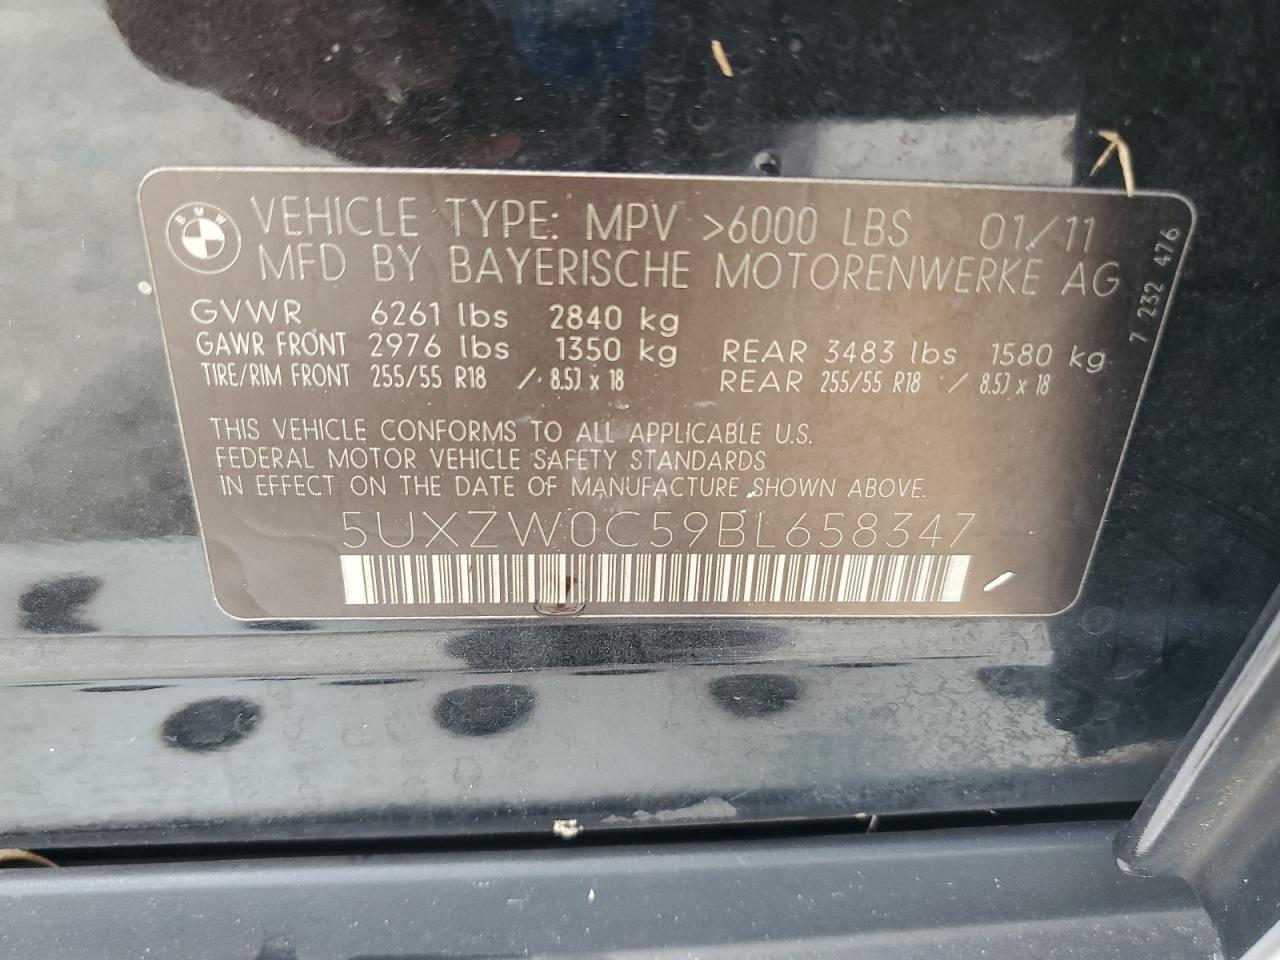 BMW
VEHICLE TYPE: MPV >6000 LBS 01/11
MFD BY BAYERISCHE MOTORENWERKE AG
GVWR 6261 lbs 2840 kg
GAWR FRONT 2976 lbs 1350 kg REAR 3483 lbs 1580 kg
TIRE/RIM FRONT 255/55 R18 / 8.5J x 18 REAR 255/55 R18 / 8.5J x 18
THIS VEHICLE CONFORMS TO ALL APPLICABLE U.S.
FEDERAL MOTOR VEHICLE SAFETY STANDARDS
IN EFFECT ON THE DATE OF MANUFACTURE SHOWN ABOVE.
5UXZW0C59BL658347
7 232 476